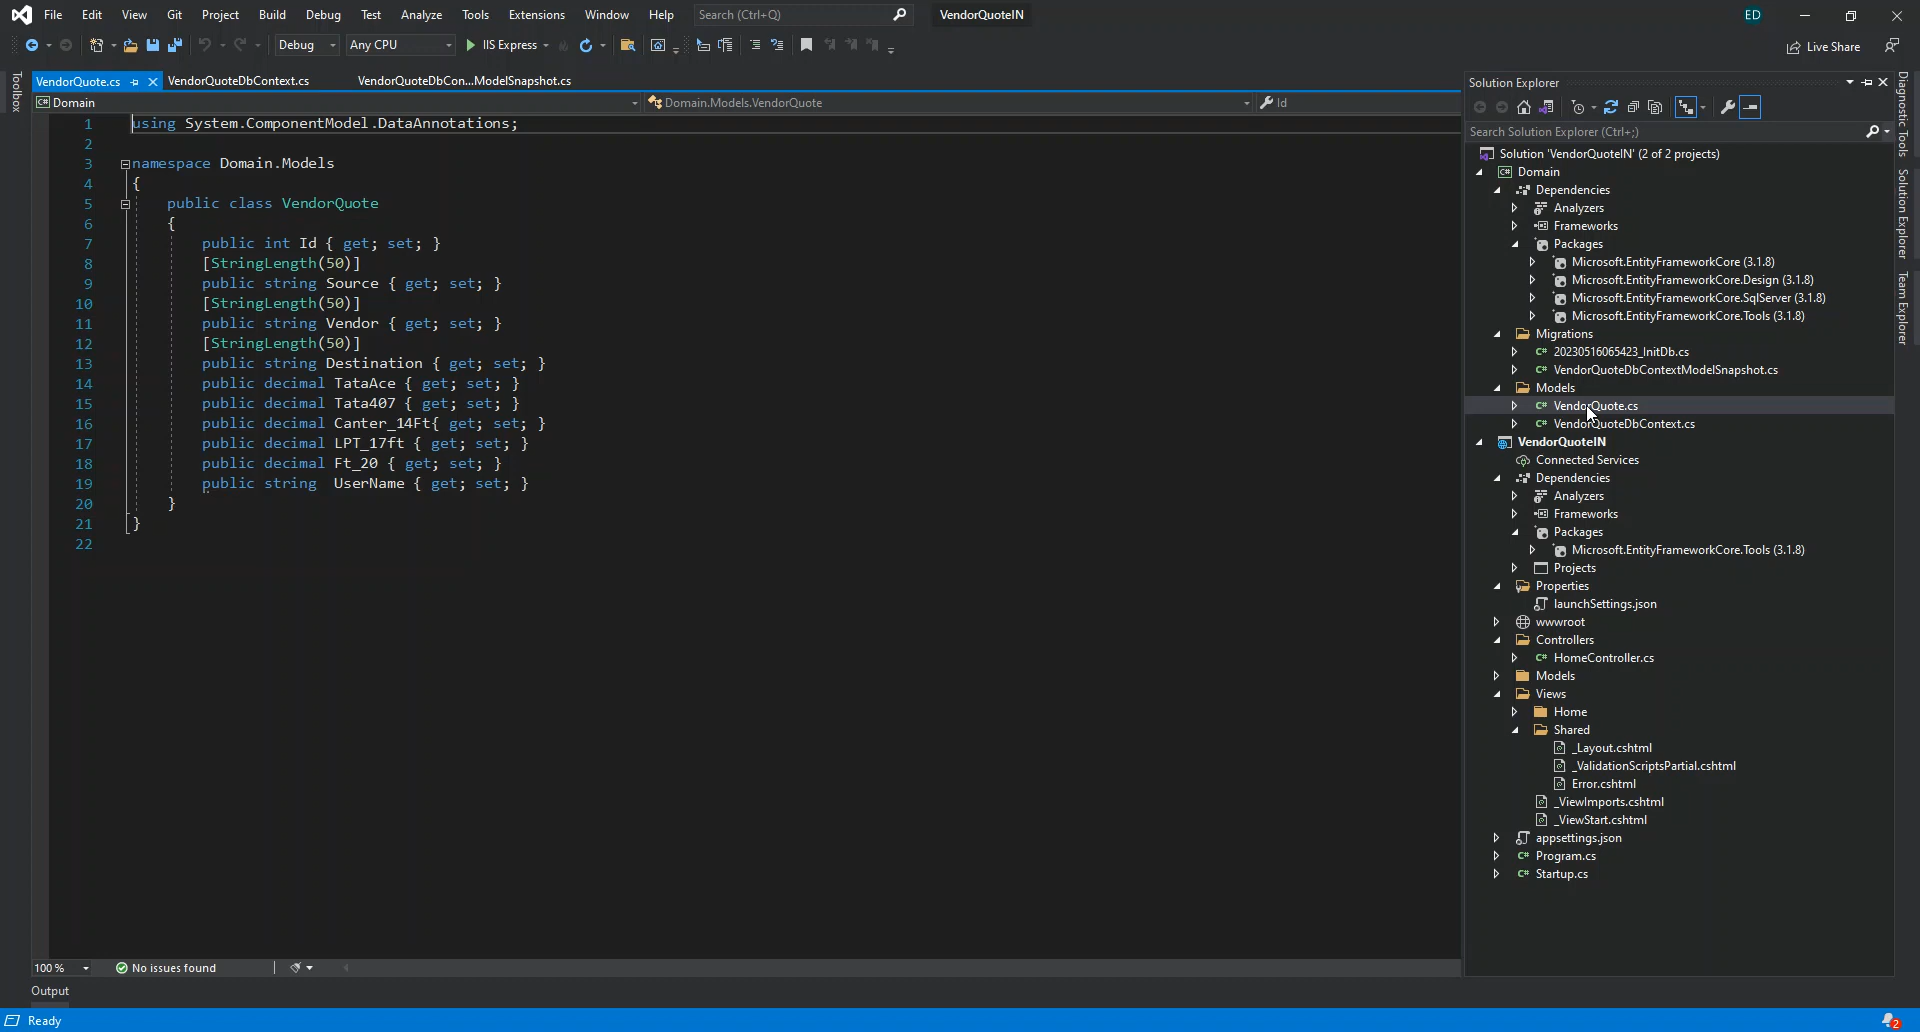 File Edit View Git Project Build Debug Test Analyze Tools Extensions Window Help Search (Ctrl+Q) VendorQuoteIN ED
Debug Any CPU IIS Express Live Share
VendorQuote.cs VendorQuoteDbContext.cs VendorQuoteDbCon...ModelSnapshot.cs
Domain Domain.Models.VendorQuote Id
Toolbox
1 using System.ComponentModel.DataAnnotations;
2
3 namespace Domain.Models
4 {
5 public class VendorQuote
6 {
7 public int Id { get; set; }
8 [StringLength(50)]
9 public string Source { get; set; }
10 [StringLength(50)]
11 public string Vendor { get; set; }
12 [StringLength(50)]
13 public string Destination { get; set; }
14 public decimal TataAce { get; set; }
15 public decimal Tata407 { get; set; }
16 public decimal Canter_14Ft{ get; set; }
17 public decimal LPT_17ft { get; set; }
18 public decimal Ft_20 { get; set; }
19 public string  UserName { get; set; }
20 }
21 }
22
100 % No issues found
Output
Ready
Solution Explorer
Search Solution Explorer (Ctrl+;)
Solution 'VendorQuoteIN' (2 of 2 projects)
C# Domain
Dependencies
Analyzers
Frameworks
Packages
Microsoft.EntityFrameworkCore (3.1.8)
Microsoft.EntityFrameworkCore.Design (3.1.8)
Microsoft.EntityFrameworkCore.SqlServer (3.1.8)
Microsoft.EntityFrameworkCore.Tools (3.1.8)
Migrations
C# 20230516065423_InitDb.cs
C# VendorQuoteDbContextModelSnapshot.cs
Models
C# VendorQuote.cs
C# VendorQuoteDbContext.cs
VendorQuoteIN
Connected Services
Dependencies
Analyzers
Frameworks
Packages
Microsoft.EntityFrameworkCore.Tools (3.1.8)
Projects
Properties
launchSettings.json
wwwroot
Controllers
C# HomeController.cs
Models
Views
Home
Shared
_Layout.cshtml
_ValidationScriptsPartial.cshtml
Error.cshtml
_ViewImports.cshtml
_ViewStart.cshtml
appsettings.json
C# Program.cs
C# Startup.cs
Diagnostic Tools
Solution Explorer
Team Explorer
2